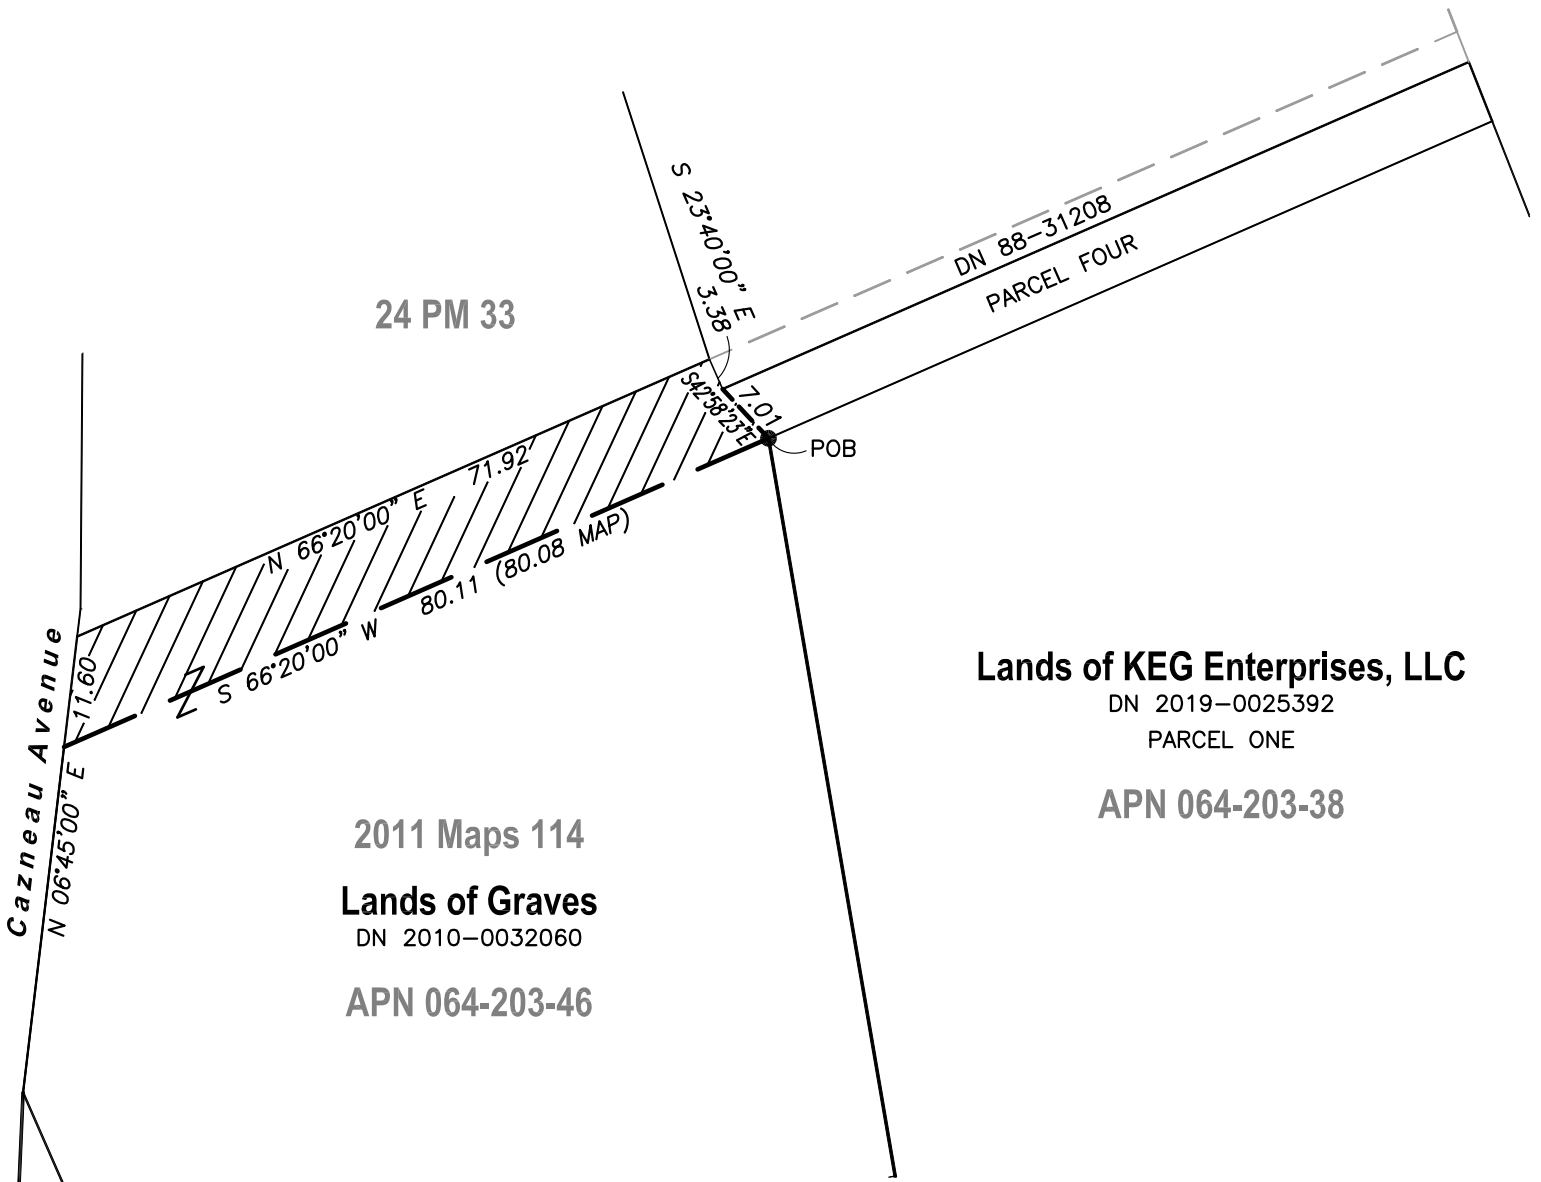 S 23°40'00" E
3.38
DN 88-31208
PARCEL FOUR
24 PM 33
S42°58'23"E
7.01
POB
N 66°20'00" E 71.92
80.11 (80.08 MAP)
S 66°20'00" W
11.60
Cazneau Avenue
N 06°45'00" E
Lands of KEG Enterprises, LLC
DN 2019-0025392
PARCEL ONE
APN 064-203-38
2011 Maps 114
Lands of Graves
DN 2010-0032060
APN 064-203-46